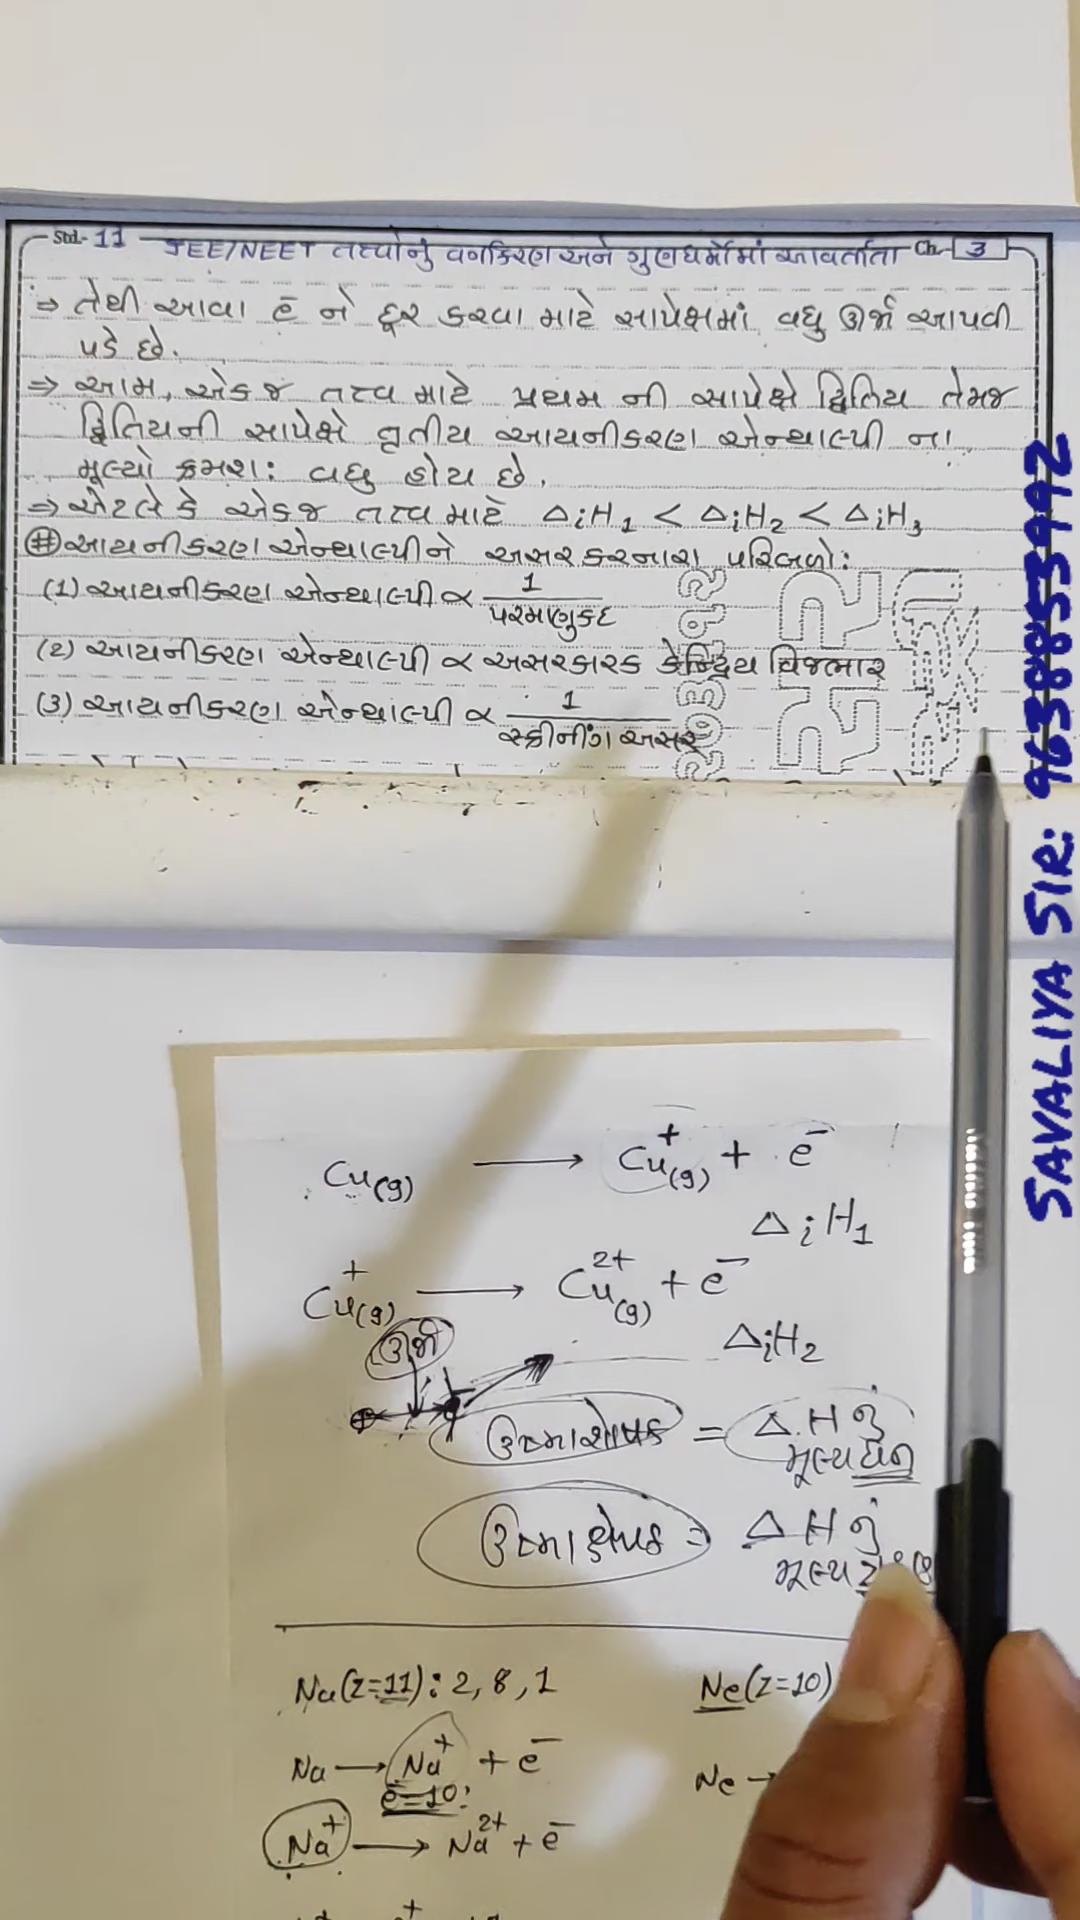 Std.- 11 JEE/NEET તત્વોનું વર્ગીકરણ અને ગુણધર્મોમાં આવર્તતા Ch.- 3
⇒ તેથી આવા ē ને દૂર કરવા માટે સાપેક્ષમાં વધુ ઊર્જા આપવી
પડે છે.
⇒ આમ, એક જ તત્વ માટે પ્રથમ ની સાપેક્ષે દ્વિતિય તેમજ
દ્વિતિયની સાપેક્ષે તૃતીય આયનીકરણ એન્થાલ્પી ના
મૂલ્યો ક્રમશઃ વધુ હોય છે.
⇒ એટલે કે એકજ તત્વ માટે ΔiH1 < ΔiH2 < ΔiH3
# આયનીકરણ એન્થાલ્પીને અસર કરનારા પરિબળો:
(1) આયનીકરણ એન્થાલ્પી ∝ 1/પરમાણુકદ
(2) આયનીકરણ એન્થાલ્પી ∝ અસરકારક કેન્દ્રિય વિજભાર
(3) આયનીકરણ એન્થાલ્પી ∝ 1/સ્ક્રીનીંગ અસર
SAVALIYA SIR: 9638853992
Cu(g) ⟶ Cu+(g) + e−
ΔiH1
Cu+(g) ⟶ Cu2+(g) + e−
ΔiH2
ઊર્જા
ઉષ્માશોષક = ΔH નું
મૂલ્ય ધન
ઉષ્માક્ષેપક = ΔH નું
મૂલ્ય
Na(z=11): 2, 8, 1
Ne(z=10)
Na ⟶ Na+ + e−
ē=10
Ne →
Na+ ⟶ Na2+ + e−